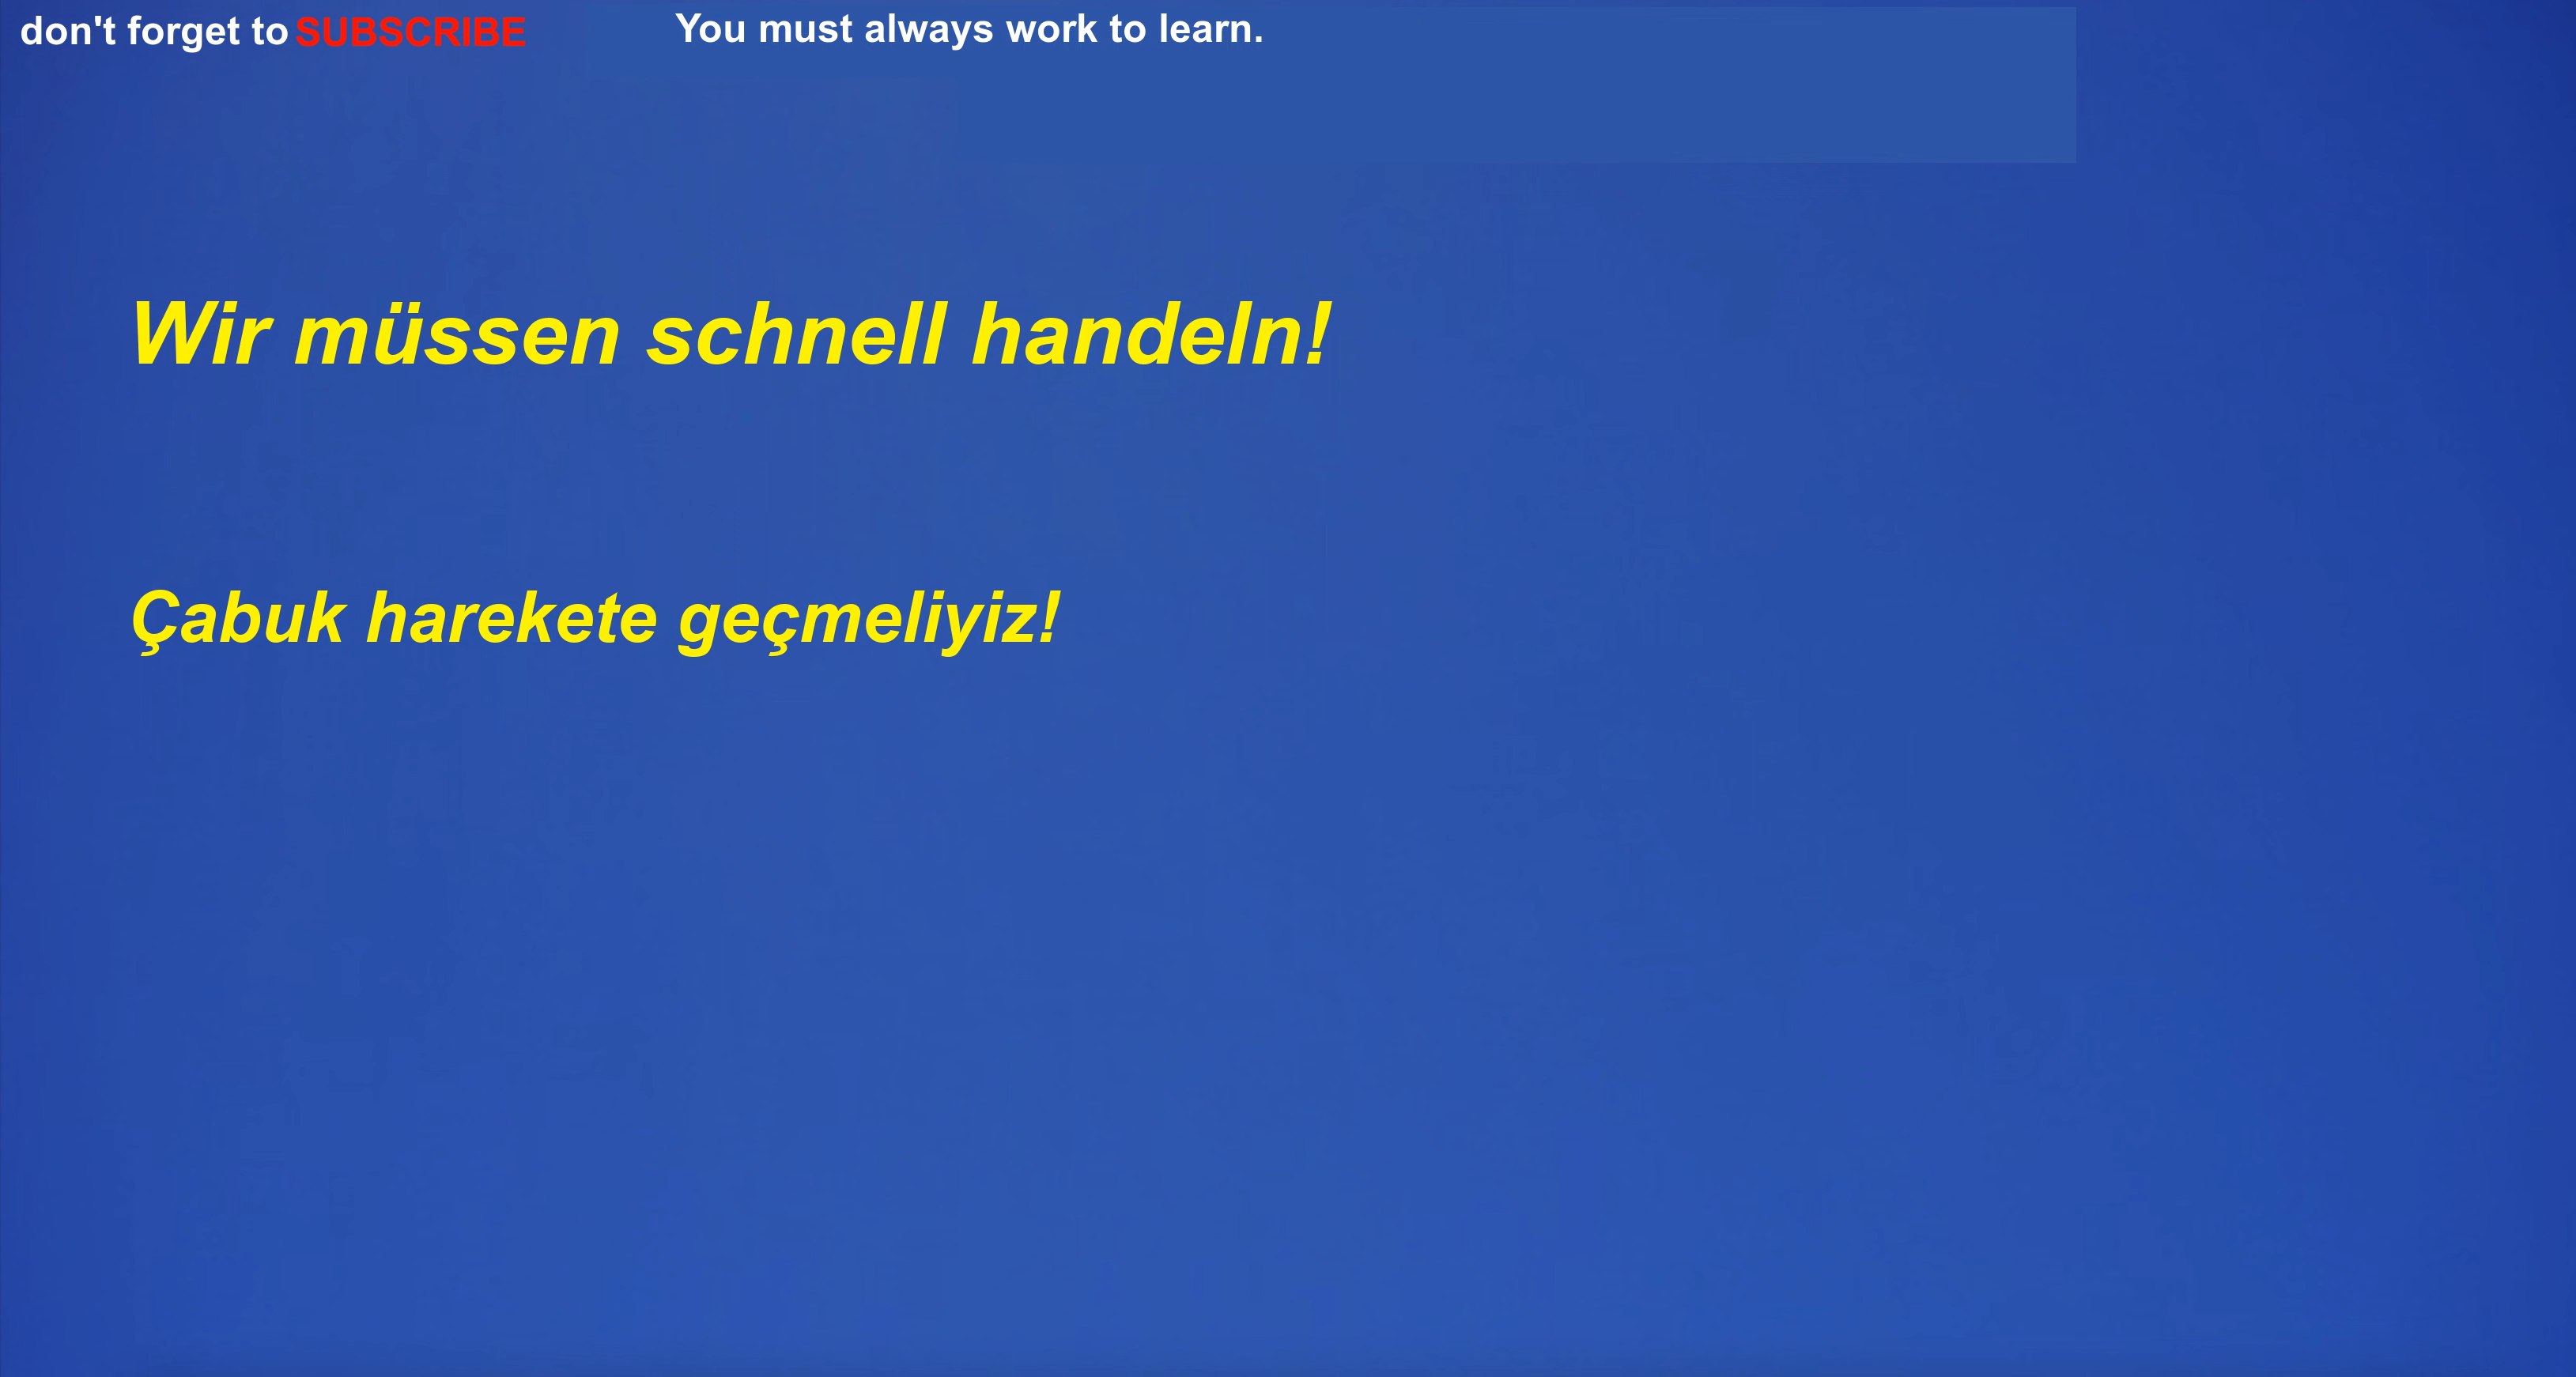 don't forget to SUBSCRIBE You must always work to learn.
Wir müssen schnell handeln!
Çabuk harekete geçmeliyiz!